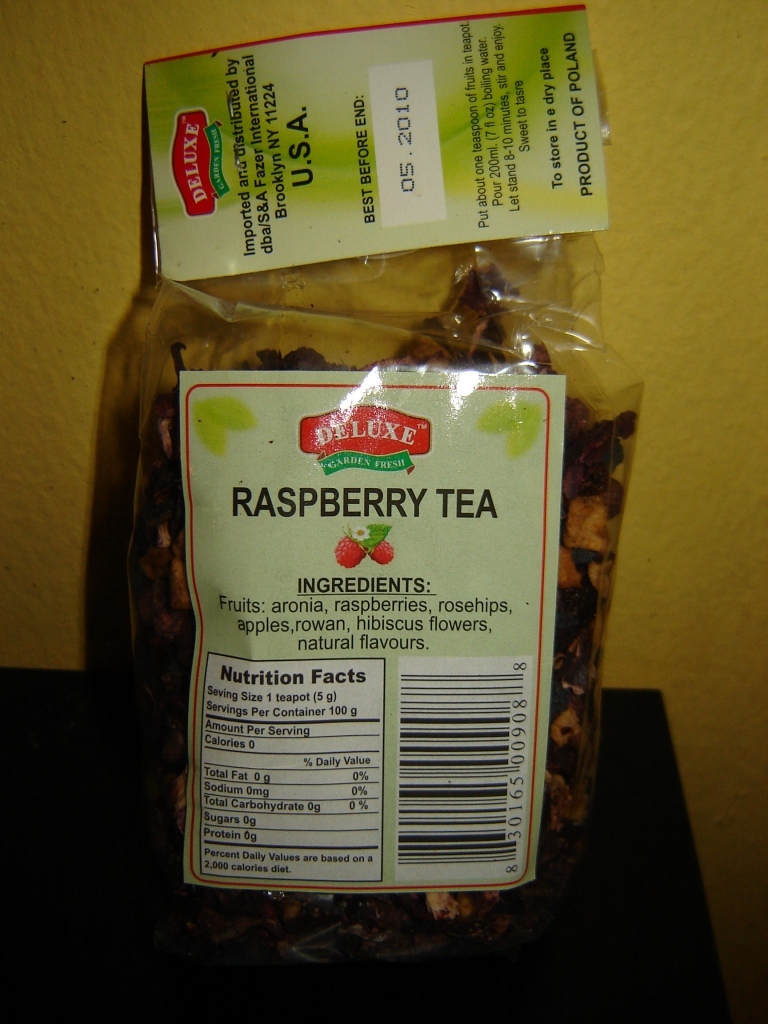 DELUXE™
GARDEN FRESH
Imported and distributed by
dba/S&A Fazer International
Brooklyn NY 11224
U.S.A.
BEST BEFORE END:
05.2010
Put about one teaspoon of fruits in teapot.
Pour 200ml. (7 fl oz) boiling water.
Let stand 8-10 minutes, stir and enjoy.
Sweet to tasre
To store in e dry place
PRODUCT OF POLAND
DELUXE™
GARDEN FRESH
RASPBERRY TEA
INGREDIENTS:
Fruits: aronia, raspberries, rosehips,
apples,rowan, hibiscus flowers,
natural flavours.
Nutrition Facts
Seving Size 1 teapot (5 g)
Servings Per Container 100 g
Amount Per Serving
Calories 0
% Daily Value
Total Fat 0 g 0%
Sodium 0mg 0%
Total Carbohydrate 0g 0 %
Sugars 0g
Protein 0g
Percent Daily Values are based on a
2,000 calories diet.
8 30165 00908 8